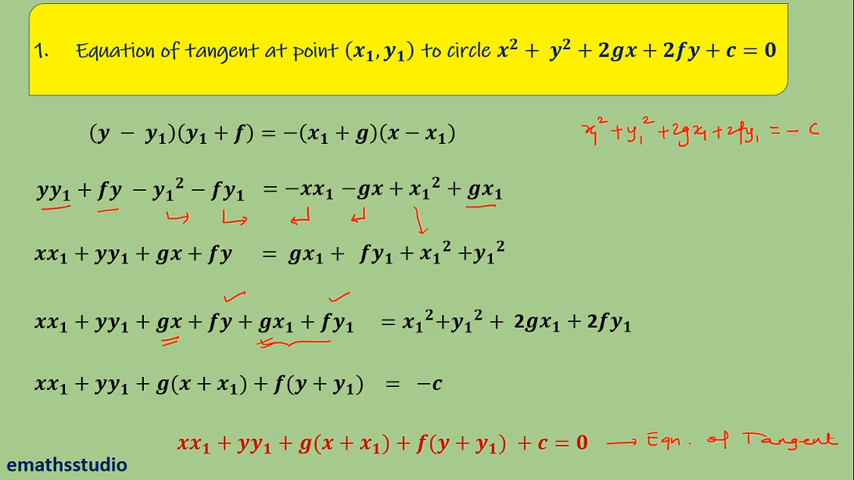 1. Equation of tangent at point (x₁, y₁) to circle x² + y² + 2gx + 2fy + c = 0
(y − y₁)(y₁ + f) = −(x₁ + g)(x − x₁)
x₁² + y₁² + 2gx₁ + 2fy₁ = − c
yy₁ + fy − y₁² − fy₁ = −xx₁ −gx + x₁² + gx₁
xx₁ + yy₁ + gx + fy = gx₁ + fy₁ + x₁² +y₁²
xx₁ + yy₁ + gx + fy + gx₁ + fy₁ = x₁²+y₁² + 2gx₁ + 2fy₁
xx₁ + yy₁ + g(x + x₁) + f(y + y₁) = −c
xx₁ + yy₁ + g(x + x₁) + f(y + y₁) + c = 0 → Eqn. of Tangent
emathsstudio